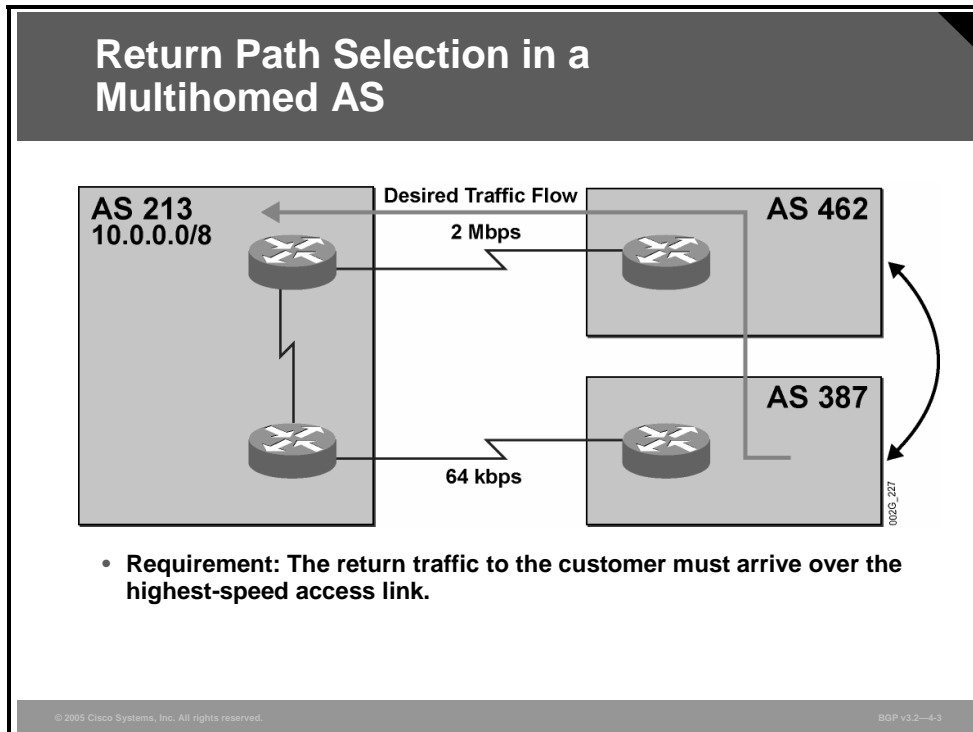 Return Path Selection in a
Multihomed AS
AS 213
10.0.0.0/8
Desired Traffic Flow
2 Mbps
AS 462
AS 387
64 kbps
002G_227
• Requirement: The return traffic to the customer must arrive over the
highest-speed access link.
© 2005 Cisco Systems, Inc. All rights reserved.
BGP v3.2—4-3